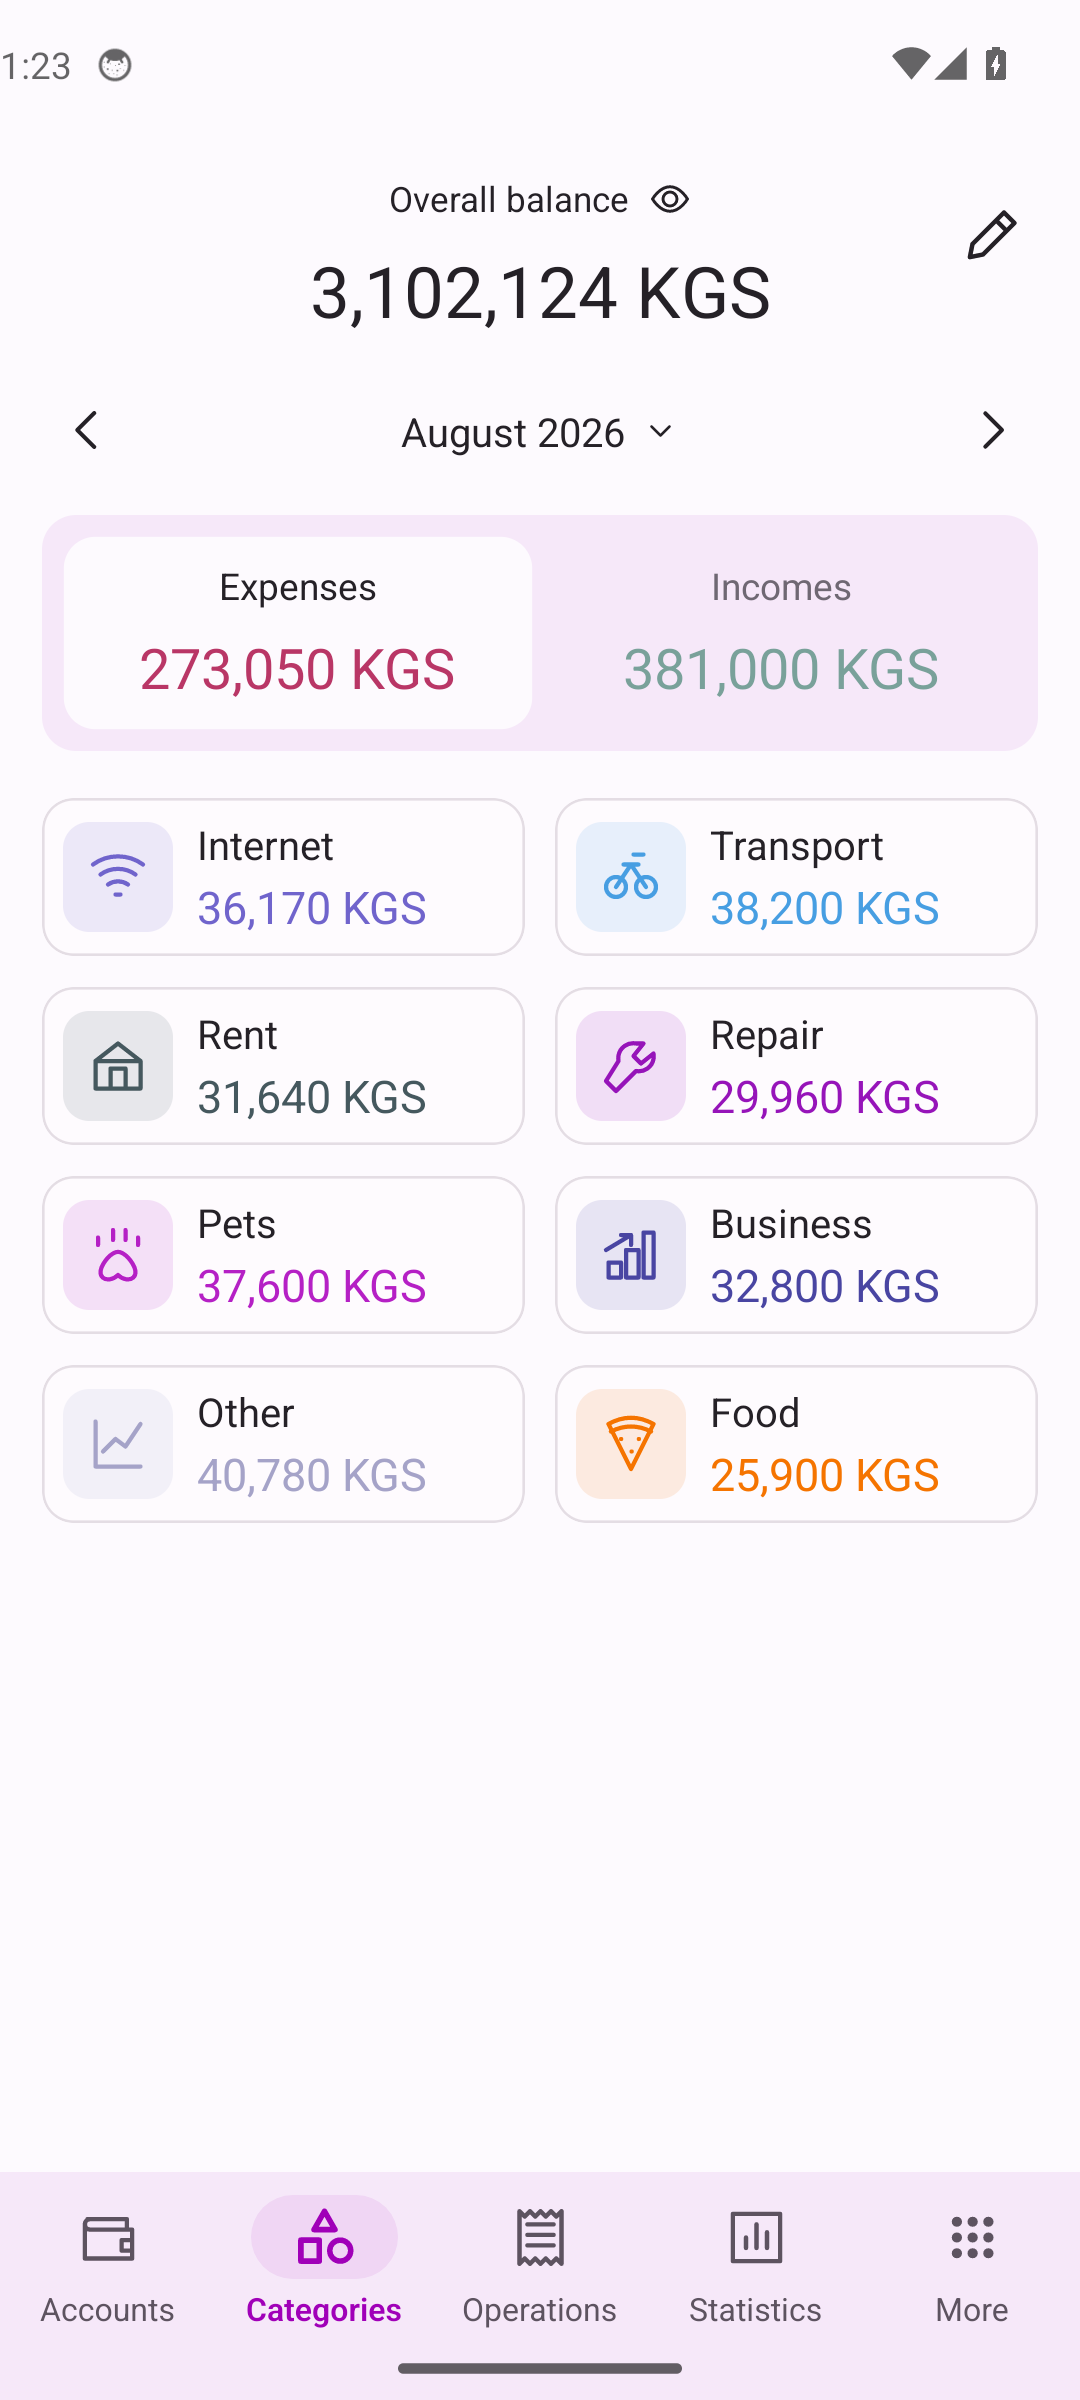 1:23
Overall balance
3,102,124 KGS
August 2026
Expenses
273,050 KGS
Incomes
381,000 KGS
Internet
36,170 KGS
Transport
38,200 KGS
Rent
31,640 KGS
Repair
29,960 KGS
Pets
37,600 KGS
Business
32,800 KGS
Other
40,780 KGS
Food
25,900 KGS
Accounts
Categories
Operations
Statistics
More